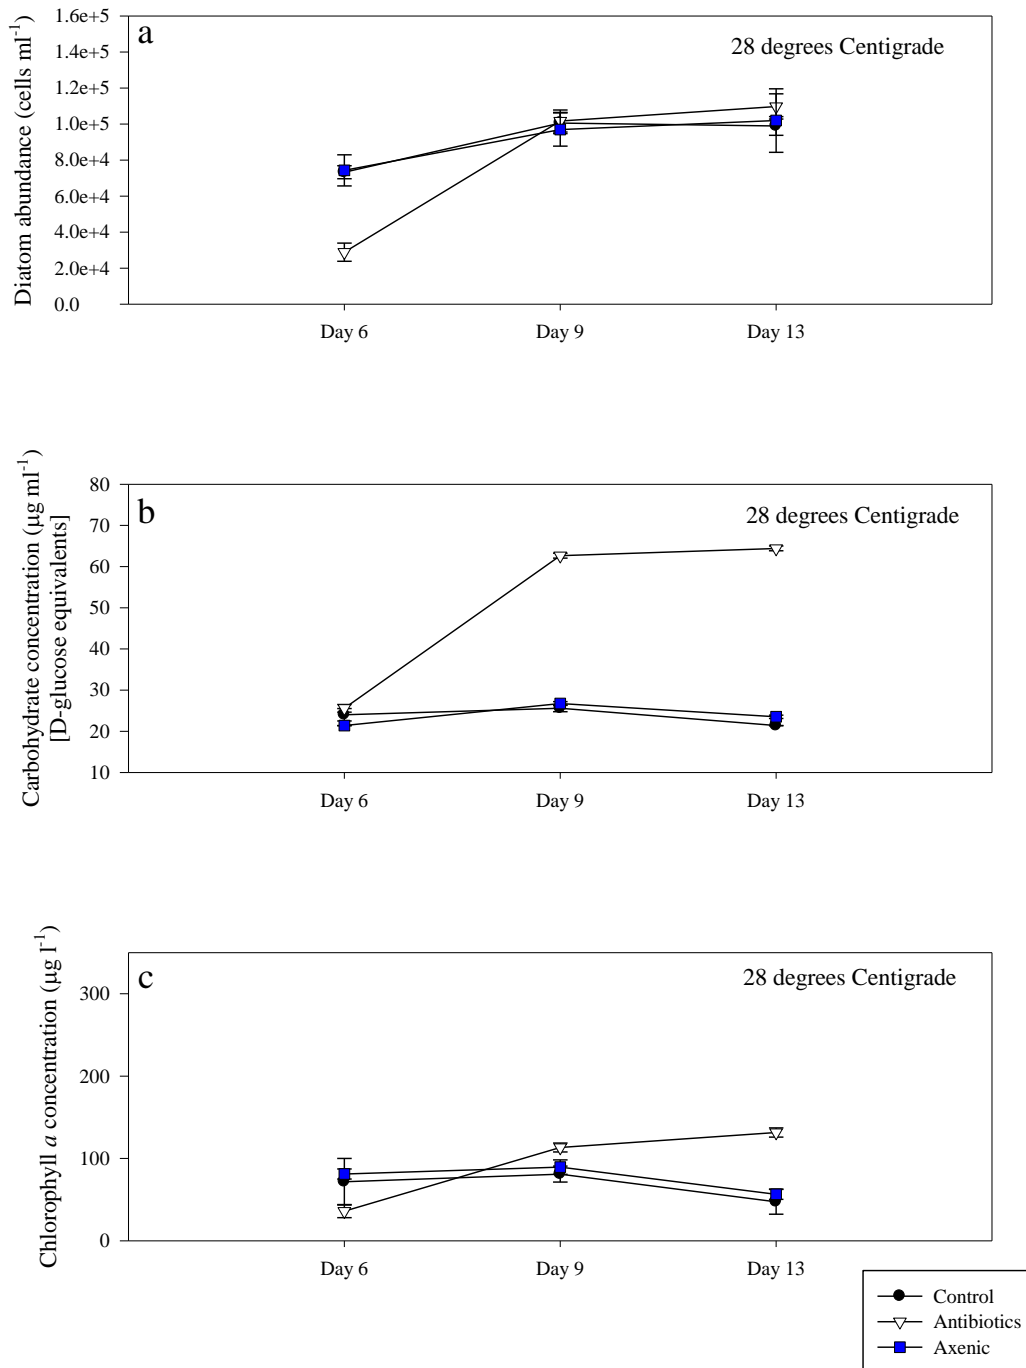 a
28 degrees Centigrade
Diatom abundance (cells ml-1)
1.6e+5
1.4e+5
1.2e+5
1.0e+5
8.0e+4
6.0e+4
4.0e+4
2.0e+4
0.0
Day 6 Day 9 Day 13
b
28 degrees Centigrade
Carbohydrate concentration (µg ml-1)
[D-glucose equivalents]
80
70
60
50
40
30
20
10
Day 6 Day 9 Day 13
c
28 degrees Centigrade
Chlorophyll a concentration (µg l-1)
300
200
100
0
Day 6 Day 9 Day 13
Control
Antibiotics
Axenic